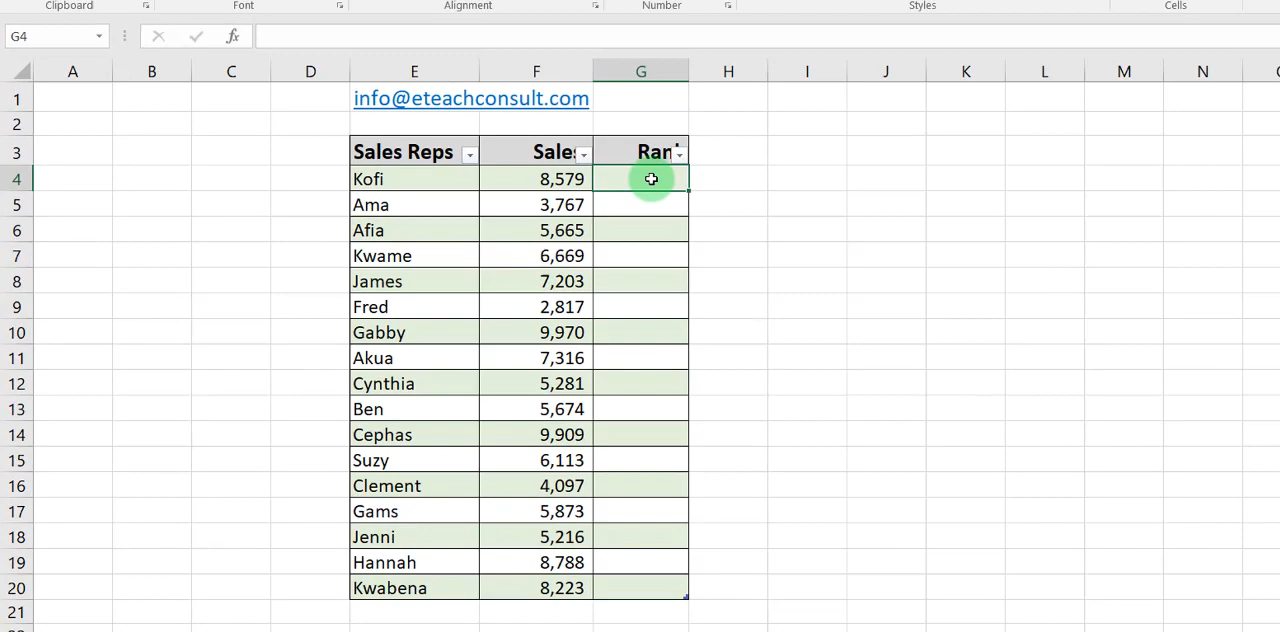 Clipboard Font Alignment Number Styles Cells
G4 fx
A B C D E F G H I J K L M N
1 info@eteachconsult.com
2
3 Sales Reps Sales Rank
4 Kofi 8,579
5 Ama 3,767
6 Afia 5,665
7 Kwame 6,669
8 James 7,203
9 Fred 2,817
10 Gabby 9,970
11 Akua 7,316
12 Cynthia 5,281
13 Ben 5,674
14 Cephas 9,909
15 Suzy 6,113
16 Clement 4,097
17 Gams 5,873
18 Jenni 5,216
19 Hannah 8,788
20 Kwabena 8,223
21